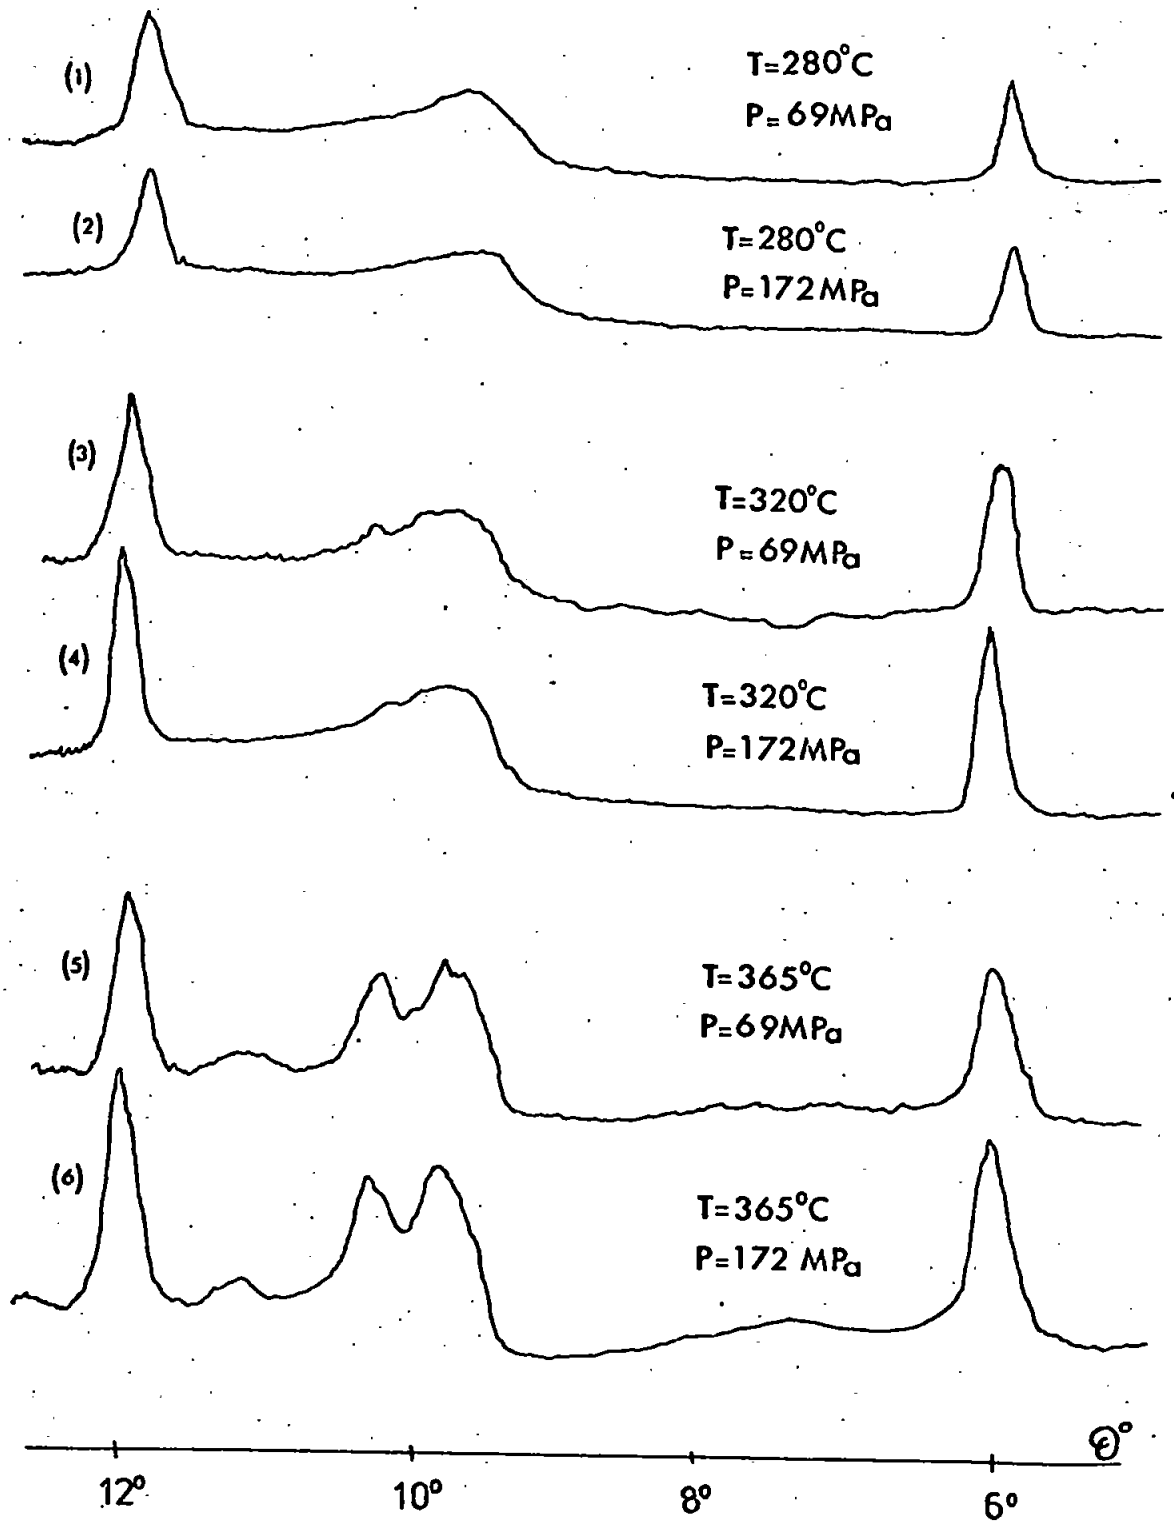 (1)
T=280°C
P=69MPa
(2)
T=280°C
P=172MPa
(3)
T=320°C
P=69MPa
(4)
T=320°C
P=172MPa
(5)
T=365°C
P=69MPa
(6)
T=365°C
P=172 MPa
Θ°
12° 10° 8° 6°